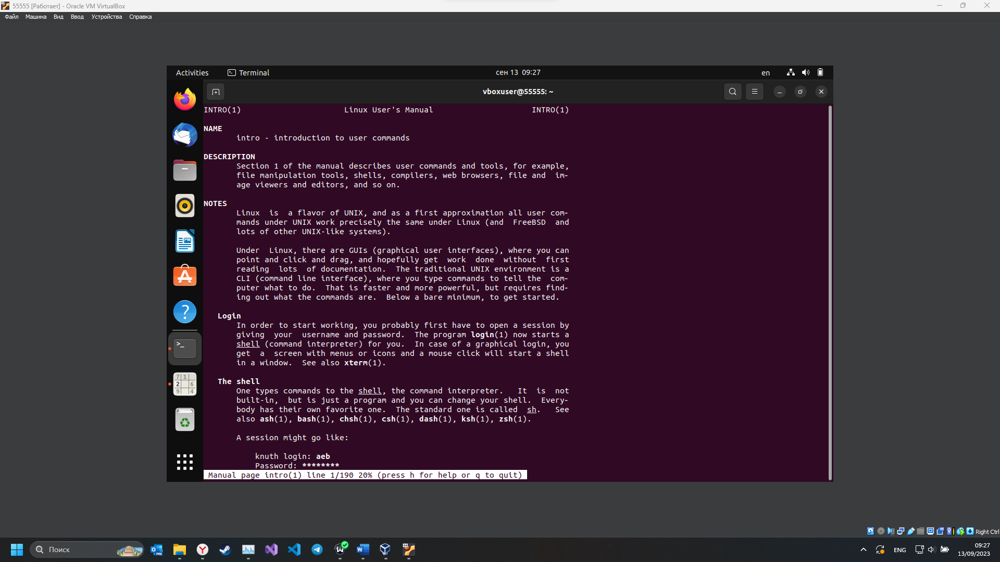 55555 [Работает] - Oracle VM VirtualBox
Файл Машина Вид Ввод Устройства Справка
Activities Terminal сен 13 09:27 en
vboxuser@55555: ~
INTRO(1) Linux User's Manual INTRO(1)
NAME
intro - introduction to user commands
DESCRIPTION
Section 1 of the manual describes user commands and tools, for example,
file manipulation tools, shells, compilers, web browsers, file and im-
age viewers and editors, and so on.
NOTES
Linux is a flavor of UNIX, and as a first approximation all user com-
mands under UNIX work precisely the same under Linux (and FreeBSD and
lots of other UNIX-like systems).
Under Linux, there are GUIs (graphical user interfaces), where you can
point and click and drag, and hopefully get work done without first
reading lots of documentation. The traditional UNIX environment is a
CLI (command line interface), where you type commands to tell the com-
puter what to do. That is faster and more powerful, but requires find-
ing out what the commands are. Below a bare minimum, to get started.
Login
In order to start working, you probably first have to open a session by
giving your username and password. The program login(1) now starts a
shell (command interpreter) for you. In case of a graphical login, you
get a screen with menus or icons and a mouse click will start a shell
in a window. See also xterm(1).
The shell
One types commands to the shell, the command interpreter. It is not
built-in, but is just a program and you can change your shell. Every-
body has their own favorite one. The standard one is called sh. See
also ash(1), bash(1), chsh(1), csh(1), dash(1), ksh(1), zsh(1).
A session might go like:
knuth login: aeb
Password: ********
Manual page intro(1) line 1/190 20% (press h for help or q to quit)
7 1
2 6
9 4
Right Ctrl
Поиск
ENG
09:27
13/09/2023